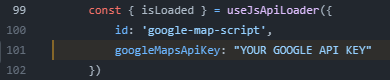 99 const { isLoaded } = useJsApiLoader({
100 id: 'google-map-script',
101 googleMapsApiKey: "YOUR GOOGLE API KEY"
102 })